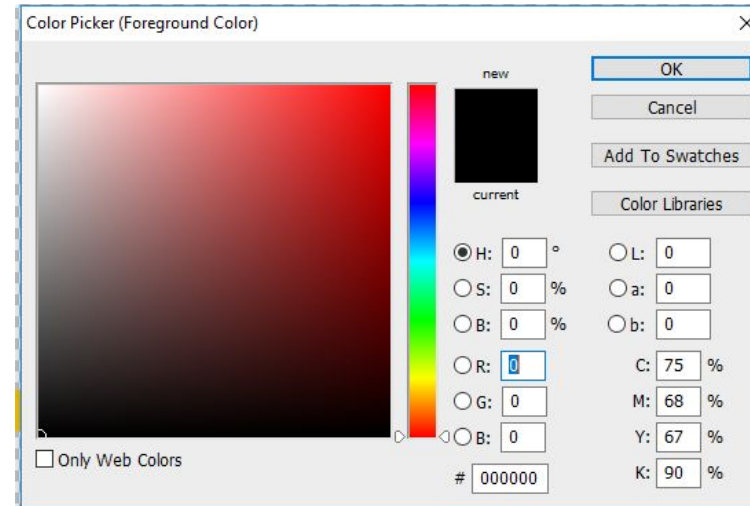 Color Picker (Foreground Color)
new
OK
Cancel
Add To Swatches
current
Color Libraries
H: 0 °
L: 0
S: 0 %
a: 0
B: 0 %
b: 0
R: 0
C: 75 %
G: 0
M: 68 %
B: 0
Y: 67 %
Only Web Colors
# 000000
K: 90 %